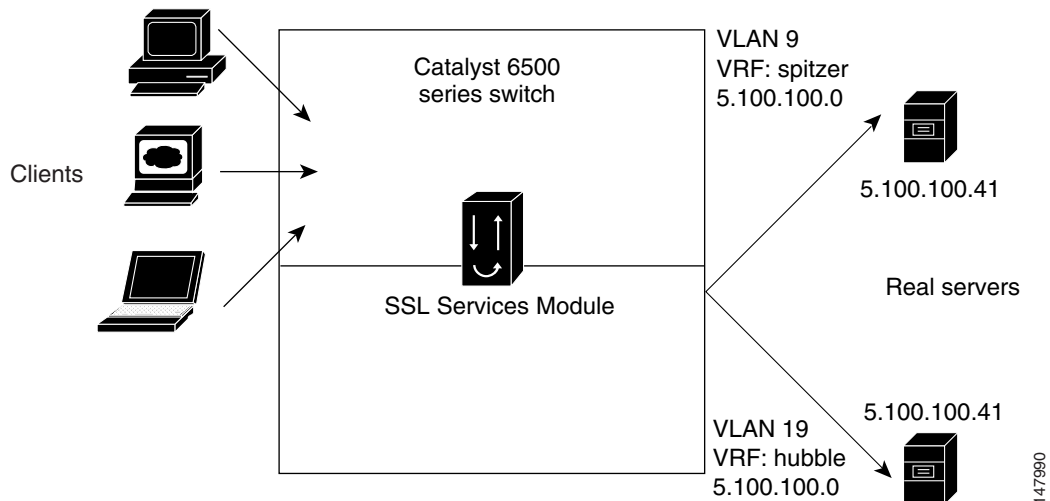 Clients
Catalyst 6500
series switch
SSL Services Module
VLAN 9
VRF: spitzer
5.100.100.0
5.100.100.41
Real servers
5.100.100.41
VLAN 19
VRF: hubble
5.100.100.0
147990